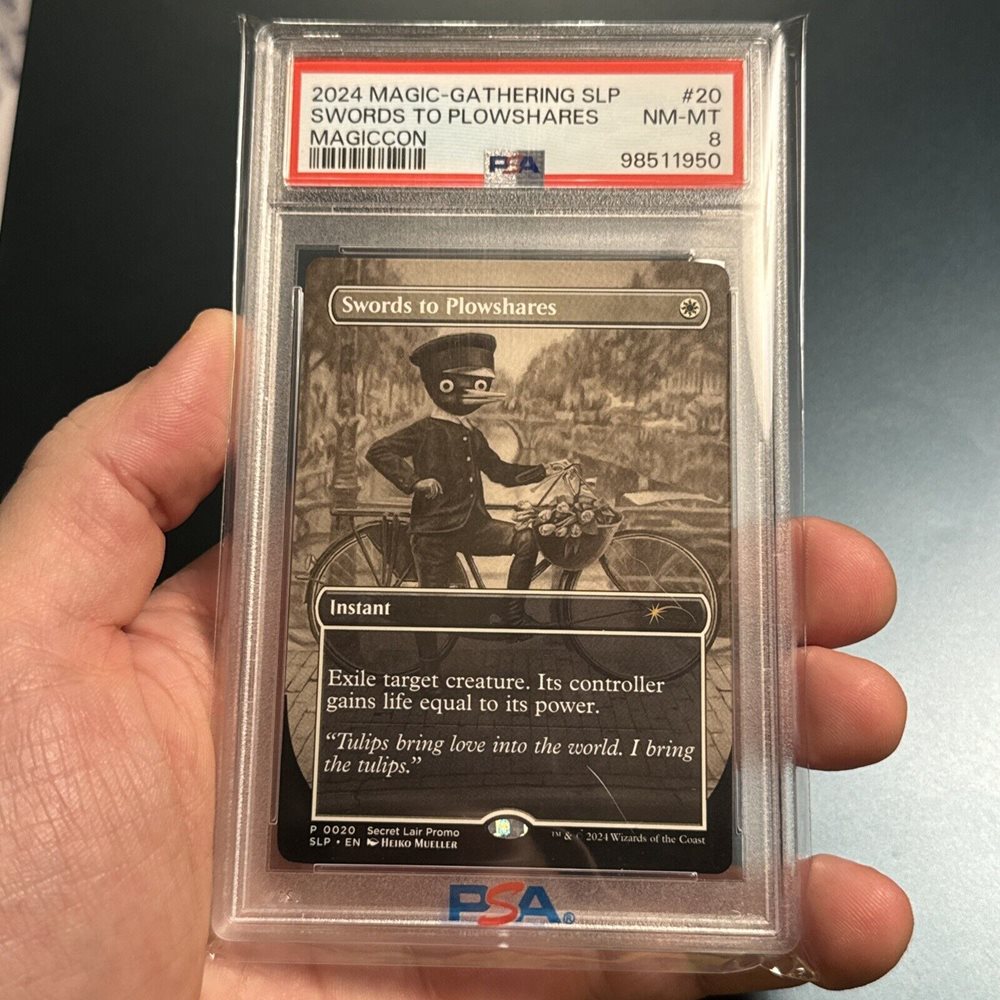 2024 MAGIC-GATHERING SLP #20
SWORDS TO PLOWSHARES NM-MT
MAGICCON 8
PSA 98511950
Swords to Plowshares
Instant
Exile target creature. Its controller
gains life equal to its power.
“Tulips bring love into the world. I bring
the tulips.”
P 0020 Secret Lair Promo
SLP • EN HEIKO MUELLER
™ & © 2024 Wizards of the Coast
PSA®